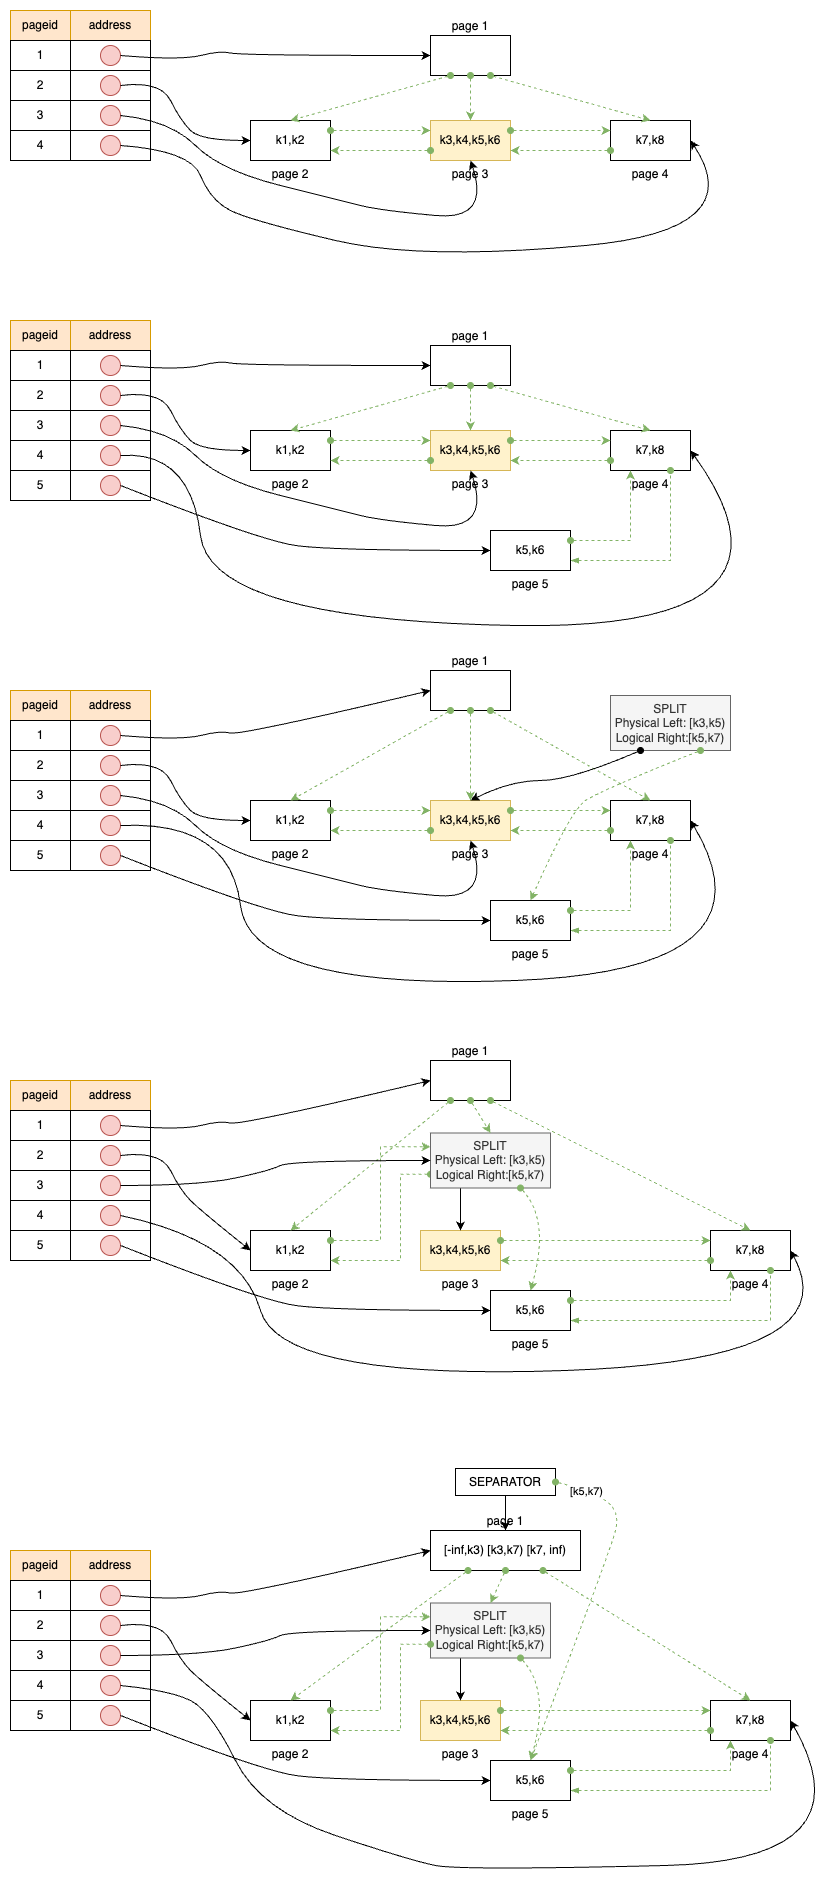 pageid address
1
2
3
4
page 1
k1,k2
k3,k4,k5,k6
k7,k8
page 2
page 3
page 4
pageid address
1
2
3
4
5
page 1
k1,k2
k3,k4,k5,k6
k7,k8
page 2
page 3
page 4
k5,k6
page 5
pageid address
1
2
3
4
5
page 1
SPLIT
Physical Left: [k3,k5)
Logical Right:[k5,k7)
k1,k2
k3,k4,k5,k6
k7,k8
page 2
page 3
page 4
k5,k6
page 5
pageid address
1
2
3
4
5
page 1
SPLIT
Physical Left: [k3,k5)
Logical Right:[k5,k7)
k1,k2
k3,k4,k5,k6
k7,k8
page 2
page 3
page 4
k5,k6
page 5
SEPARATOR
[k5,k7)
page 1
[-inf,k3) [k3,k7) [k7, inf)
pageid address
1
2
3
4
5
SPLIT
Physical Left: [k3,k5)
Logical Right:[k5,k7)
k1,k2
k3,k4,k5,k6
k7,k8
page 2
page 3
page 4
k5,k6
page 5